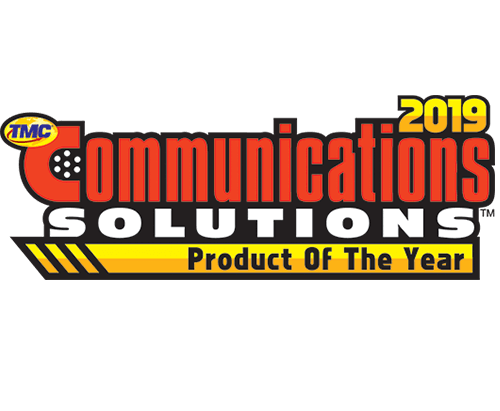 2019
TMC
Communications
SOLUTIONS™
Product Of The Year